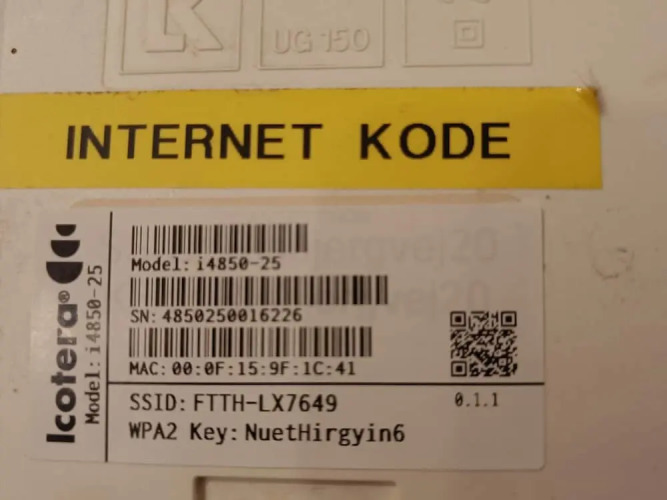 UG 150
INTERNET KODE
Icotera®
Model: i4850-25
Model: i4850-25
SN: 4850250016226
MAC: 00:0F:15:9F:1C:41
SSID: FTTH-LX7649
WPA2 Key: NuetHirgyin6
0.1.1